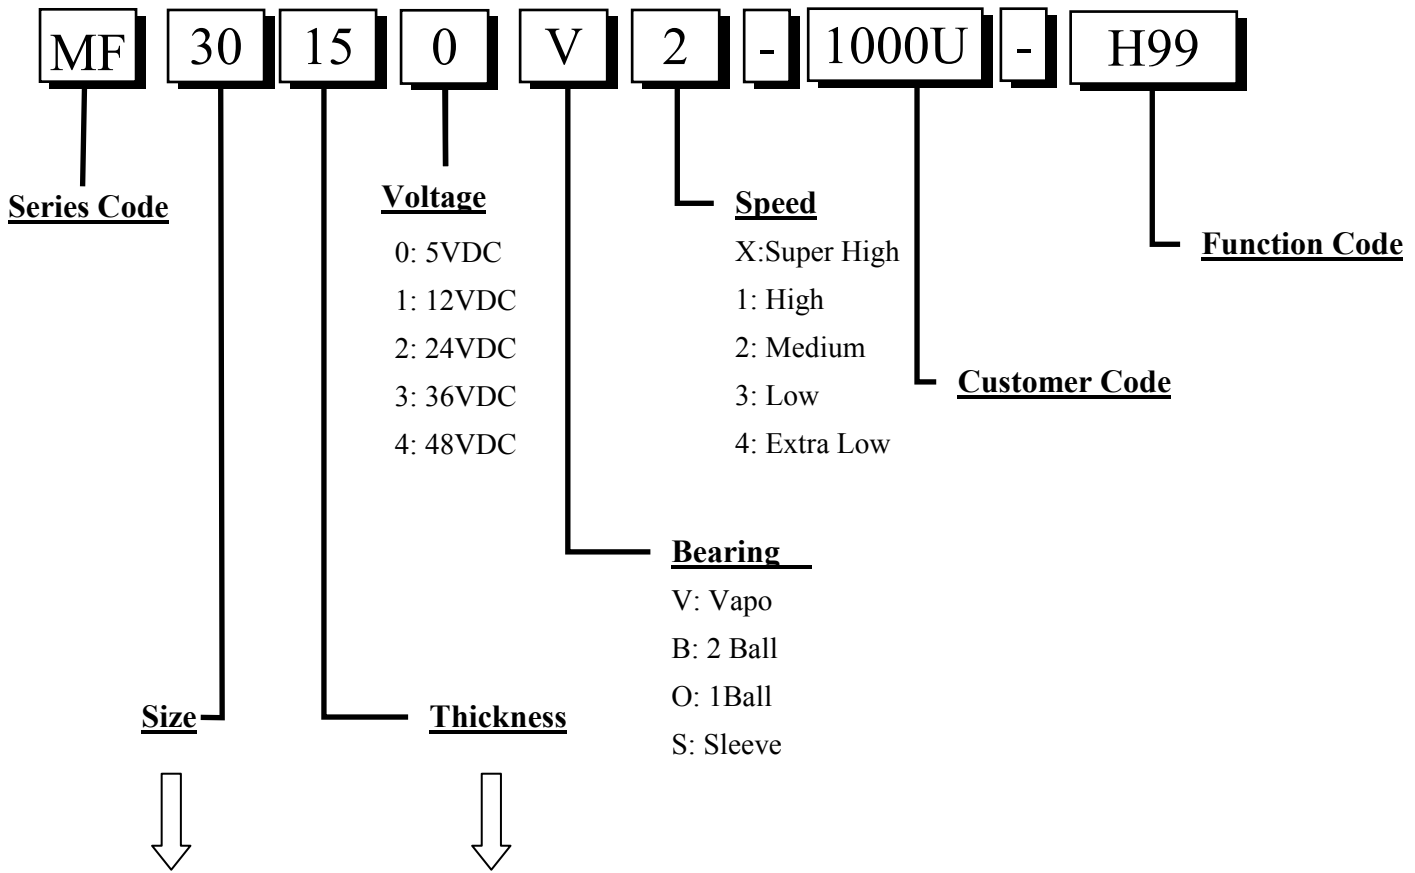 MF 30 15 0 V 2 - 1000U - H99
Series Code
Voltage
0: 5VDC
1: 12VDC
2: 24VDC
3: 36VDC
4: 48VDC
Speed
X:Super High
1: High
2: Medium
3: Low
4: Extra Low
Function Code
Customer Code
Bearing
V: Vapo
B: 2 Ball
O: 1Ball
S: Sleeve
Size
Thickness